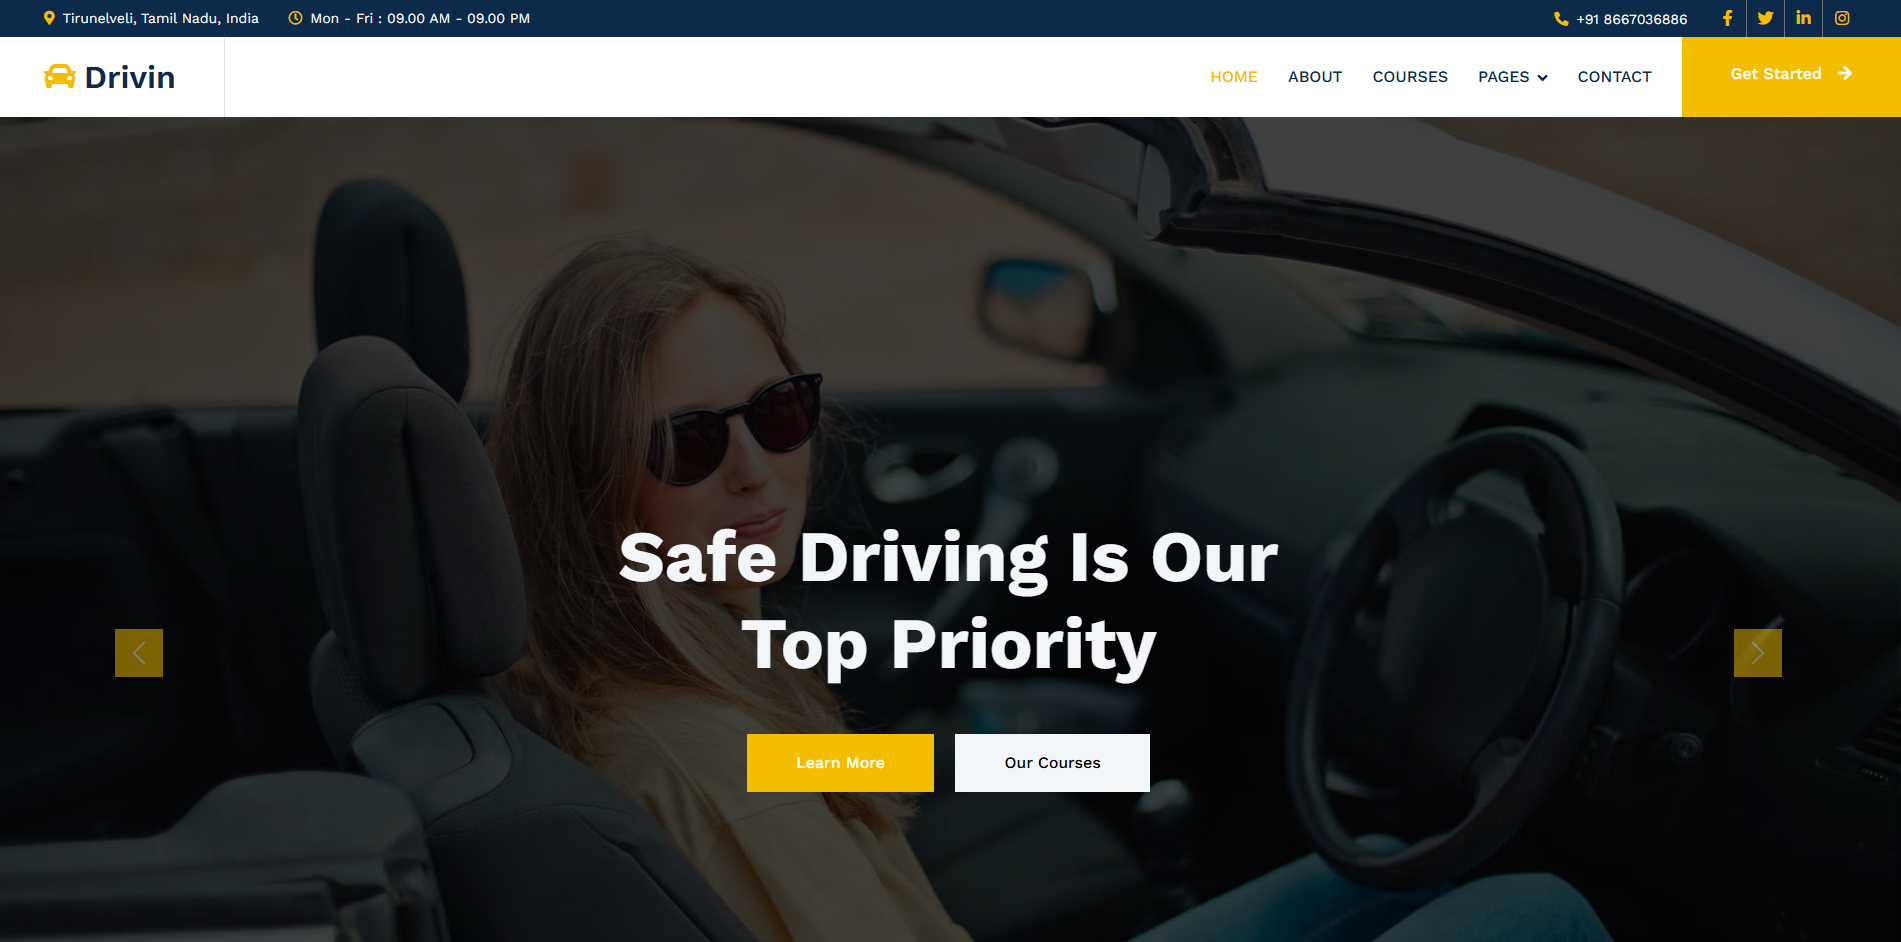 Tirunelveli, Tamil Nadu, India
Mon - Fri : 09.00 AM - 09.00 PM
+91 8667036886
Drivin
HOME
ABOUT
COURSES
PAGES
CONTACT
Get Started
Safe Driving Is Our
Top Priority
Learn More
Our Courses